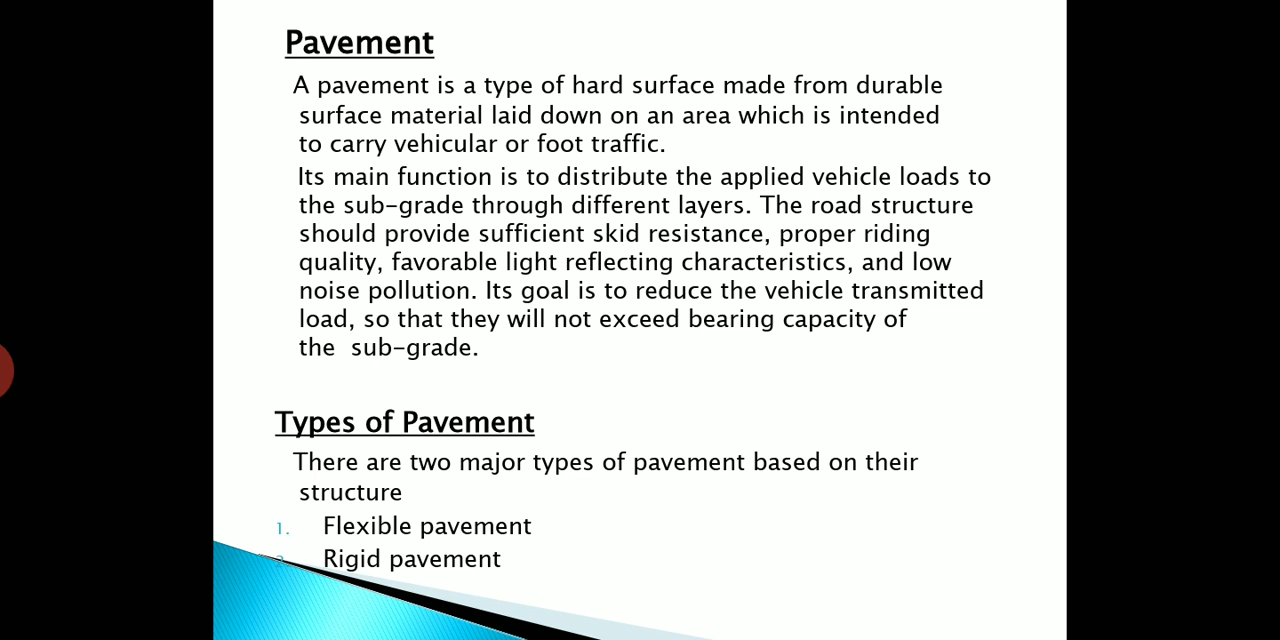 Pavement
A pavement is a type of hard surface made from durable
surface material laid down on an area which is intended
to carry vehicular or foot traffic.
Its main function is to distribute the applied vehicle loads to
the sub-grade through different layers. The road structure
should provide sufficient skid resistance, proper riding
quality, favorable light reflecting characteristics, and low
noise pollution. Its goal is to reduce the vehicle transmitted
load, so that they will not exceed bearing capacity of
the  sub-grade.
Types of Pavement
There are two major types of pavement based on their
structure
1. Flexible pavement
2. Rigid pavement